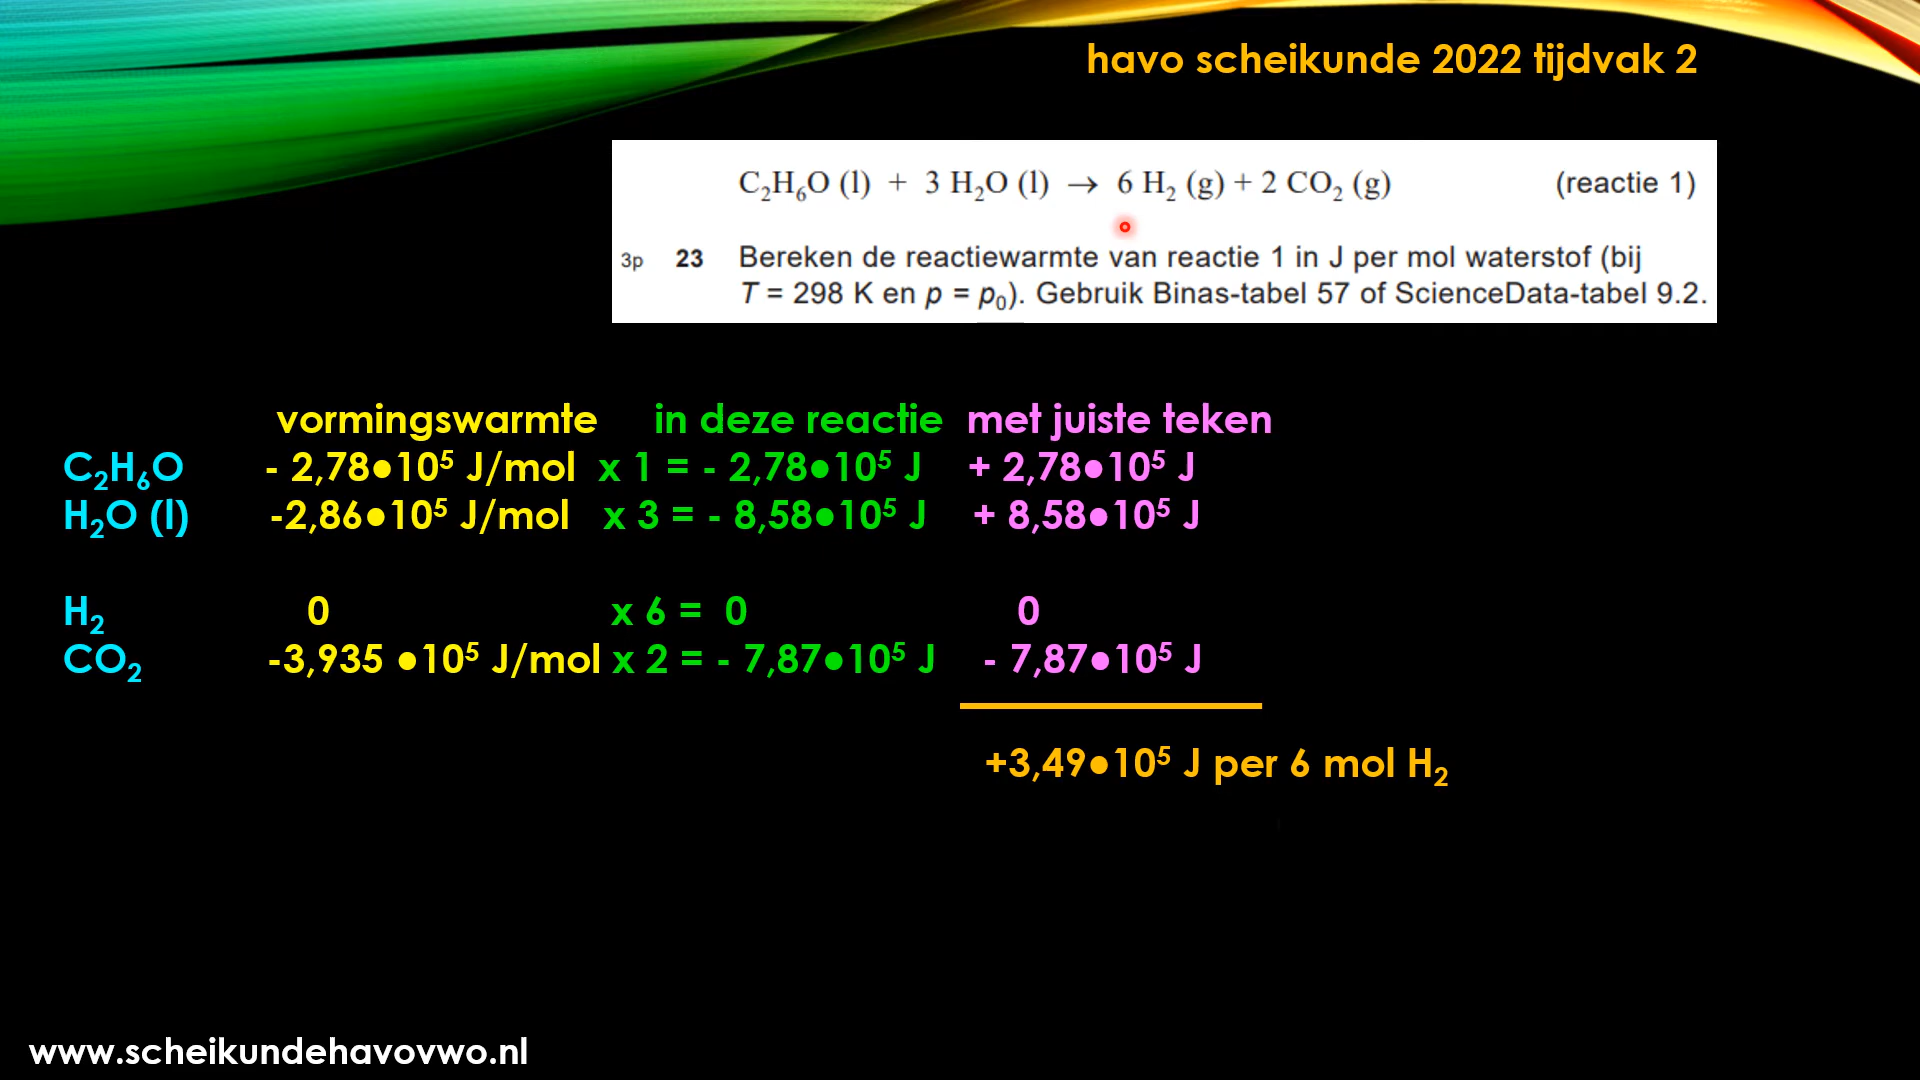 havo scheikunde 2022 tijdvak 2
C₂H₆O (l) + 3 H₂O (l) → 6 H₂ (g) + 2 CO₂ (g) (reactie 1)
3p 23 Bereken de reactiewarmte van reactie 1 in J per mol waterstof (bij
T = 298 K en p = p₀). Gebruik Binas-tabel 57 of ScienceData-tabel 9.2.
vormingswarmte in deze reactie met juiste teken
C₂H₆O - 2,78●10⁵ J/mol x 1 = - 2,78●10⁵ J + 2,78●10⁵ J
H₂O (l) -2,86●10⁵ J/mol x 3 = - 8,58●10⁵ J + 8,58●10⁵ J
H₂ 0 x 6 = 0 0
CO₂ -3,935 ●10⁵ J/mol x 2 = - 7,87●10⁵ J - 7,87●10⁵ J
+3,49●10⁵ J per 6 mol H₂
www.scheikundehavovwo.nl